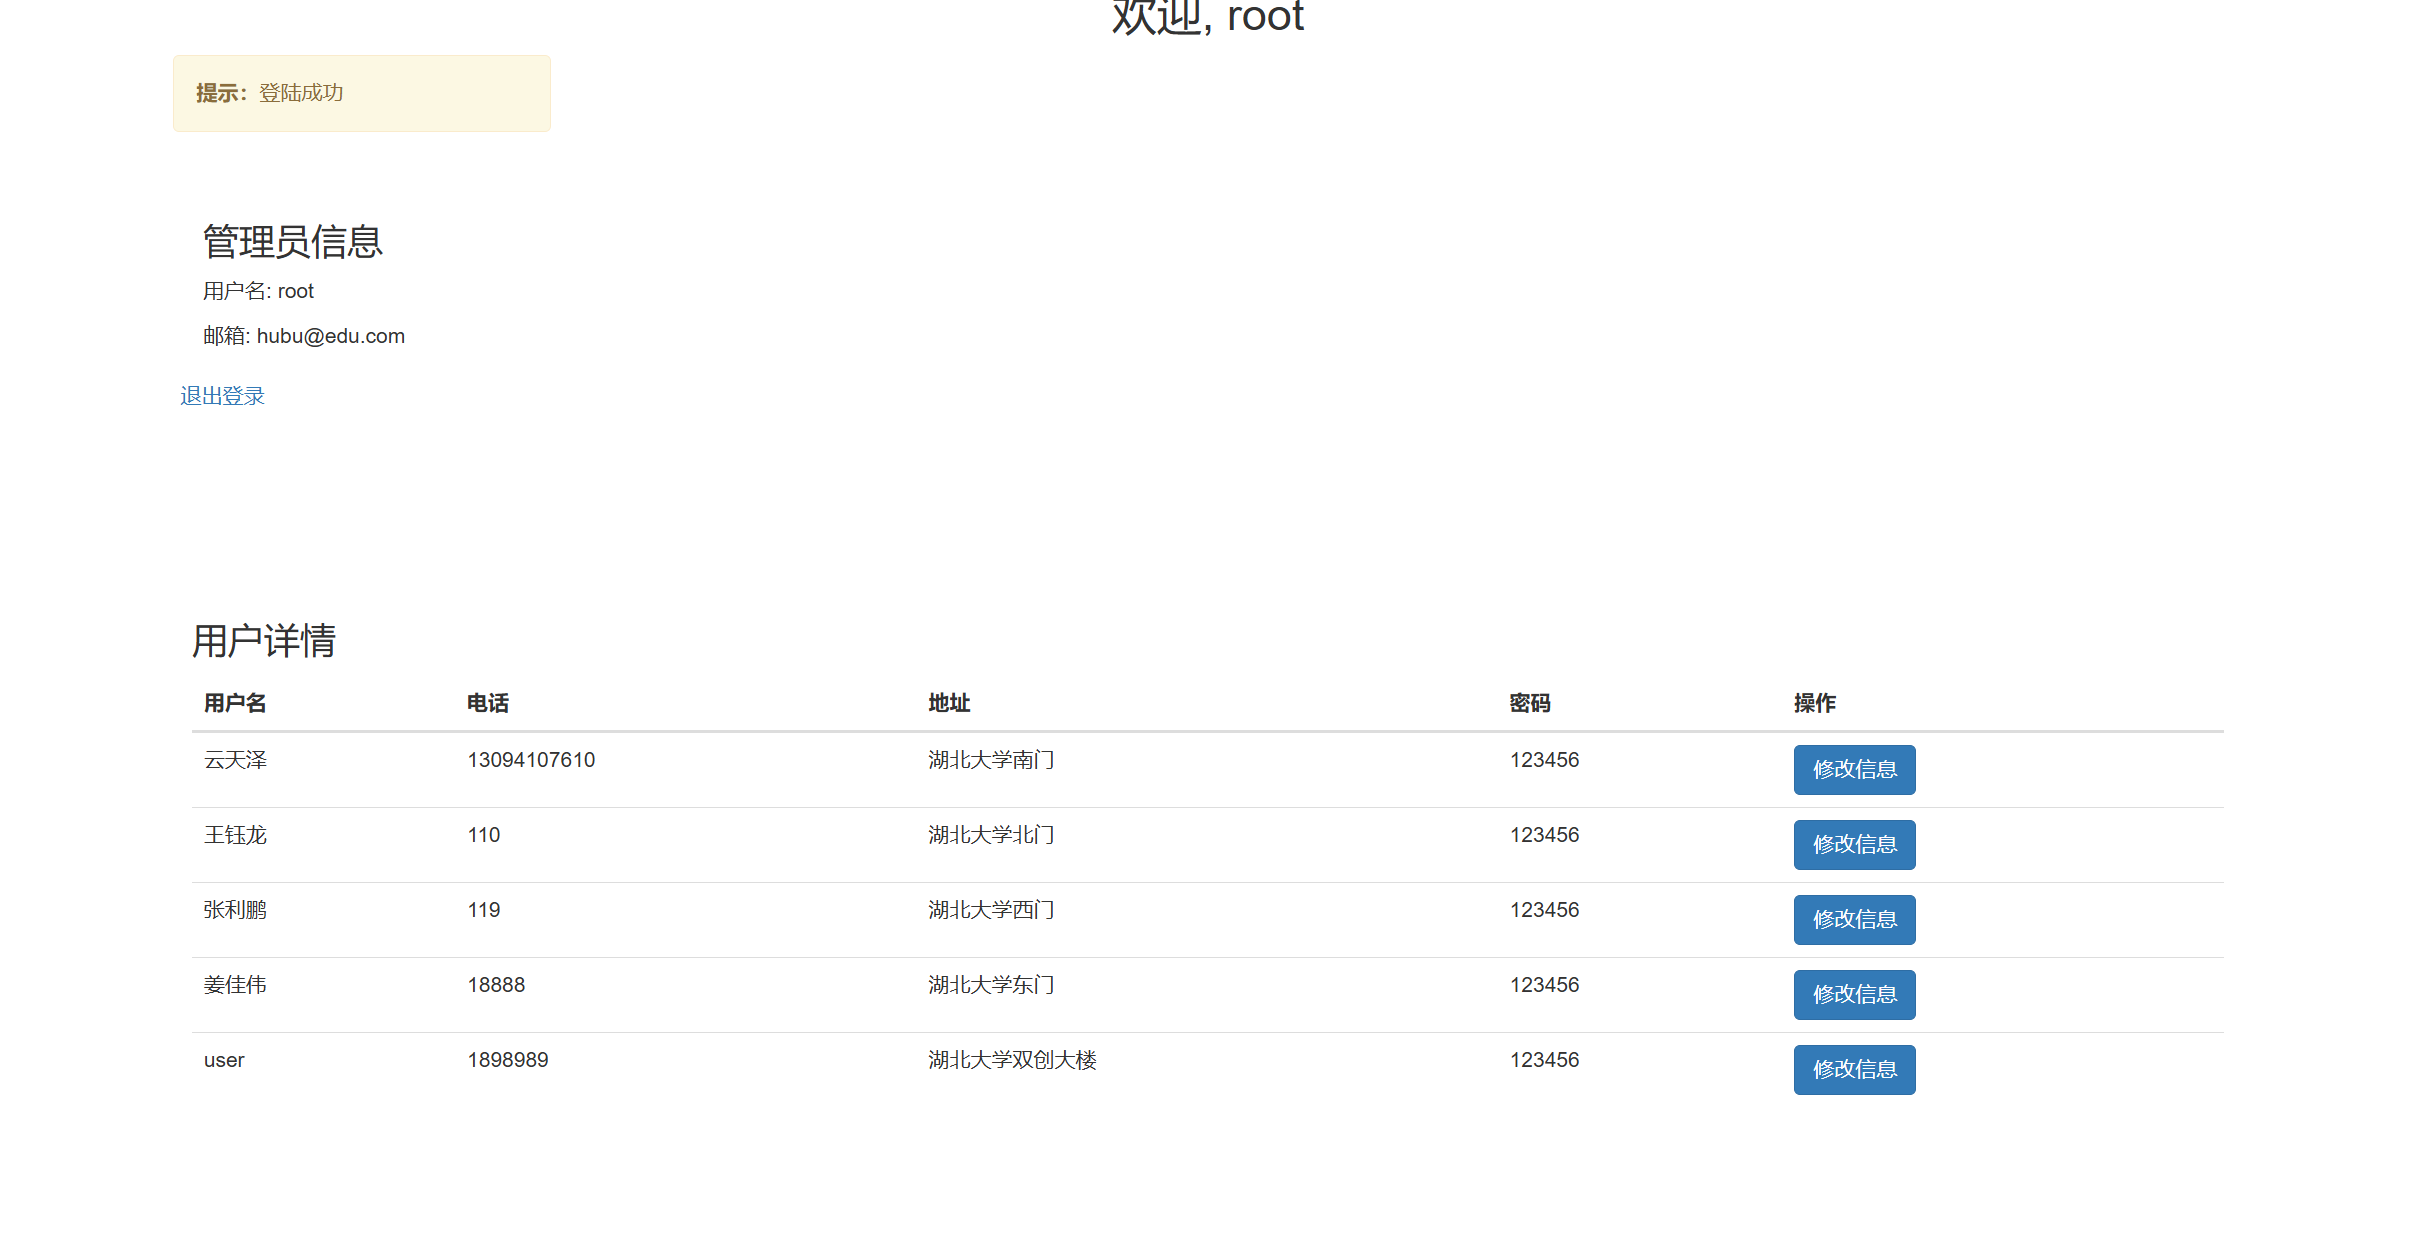 欢迎, root
提示：登陆成功
管理员信息
用户名: root
邮箱: hubu@edu.com
退出登录
用户详情
用户名 电话 地址 密码 操作
云天泽 13094107610 湖北大学南门 123456 修改信息
王钰龙 110 湖北大学北门 123456 修改信息
张利鹏 119 湖北大学西门 123456 修改信息
姜佳伟 18888 湖北大学东门 123456 修改信息
user 1898989 湖北大学双创大楼 123456 修改信息